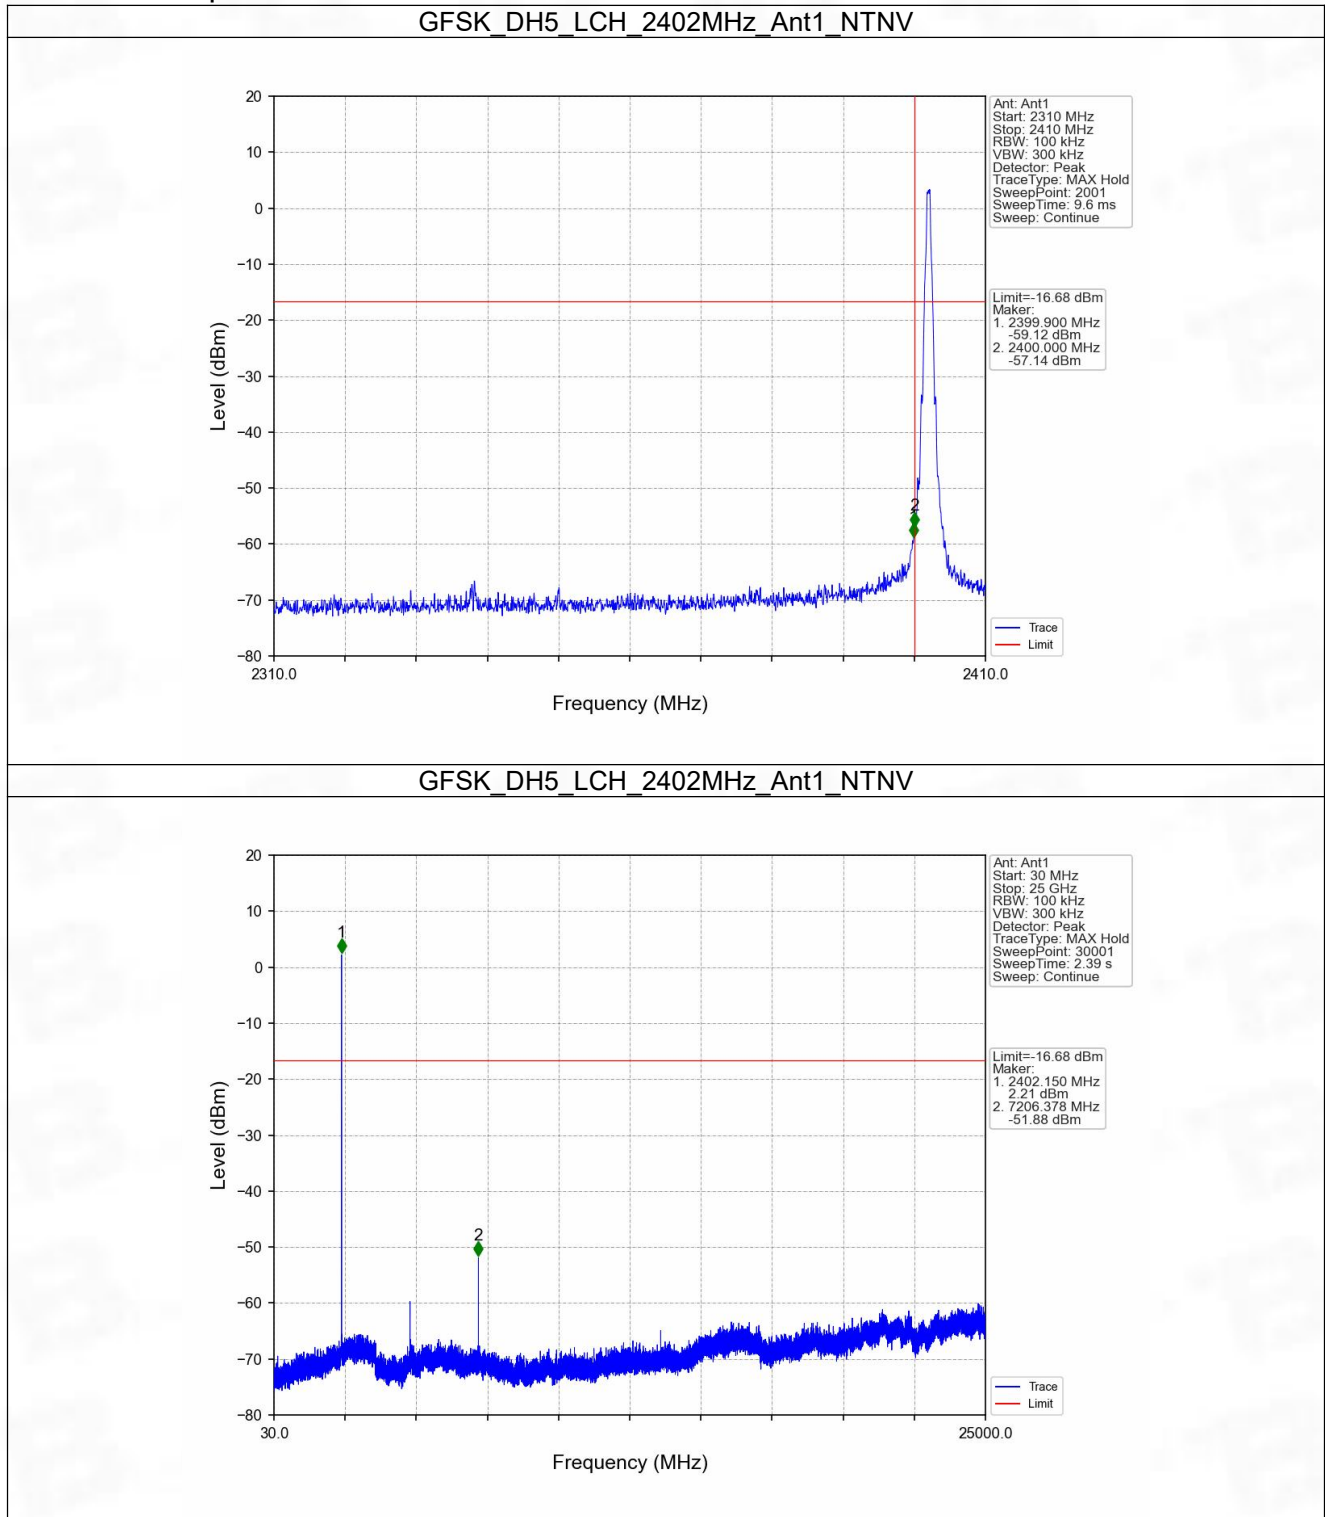 GFSK_DH5_LCH_2402MHz_Ant1_NTNV
20
10
0
−10
−20
−30
−40
−50
−60
−70
−80
Level (dBm)
2
2310.0
2410.0
Frequency (MHz)
Ant: Ant1
Start: 2310 MHz
Stop: 2410 MHz
RBW: 100 kHz
VBW: 300 kHz
Detector: Peak
TraceType: MAX Hold
SweepPoint: 2001
SweepTime: 9.6 ms
Sweep: Continue
Limit=-16.68 dBm
Maker:
1. 2399.900 MHz
-59.12 dBm
2. 2400.000 MHz
-57.14 dBm
Trace
Limit
GFSK_DH5_LCH_2402MHz_Ant1_NTNV
20
10
0
−10
−20
−30
−40
−50
−60
−70
−80
Level (dBm)
1
2
30.0
25000.0
Frequency (MHz)
Ant: Ant1
Start: 30 MHz
Stop: 25 GHz
RBW: 100 kHz
VBW: 300 kHz
Detector: Peak
TraceType: MAX Hold
SweepPoint: 30001
SweepTime: 2.39 s
Sweep: Continue
Limit=-16.68 dBm
Maker:
1. 2402.150 MHz
2.21 dBm
2. 7206.378 MHz
-51.88 dBm
Trace
Limit